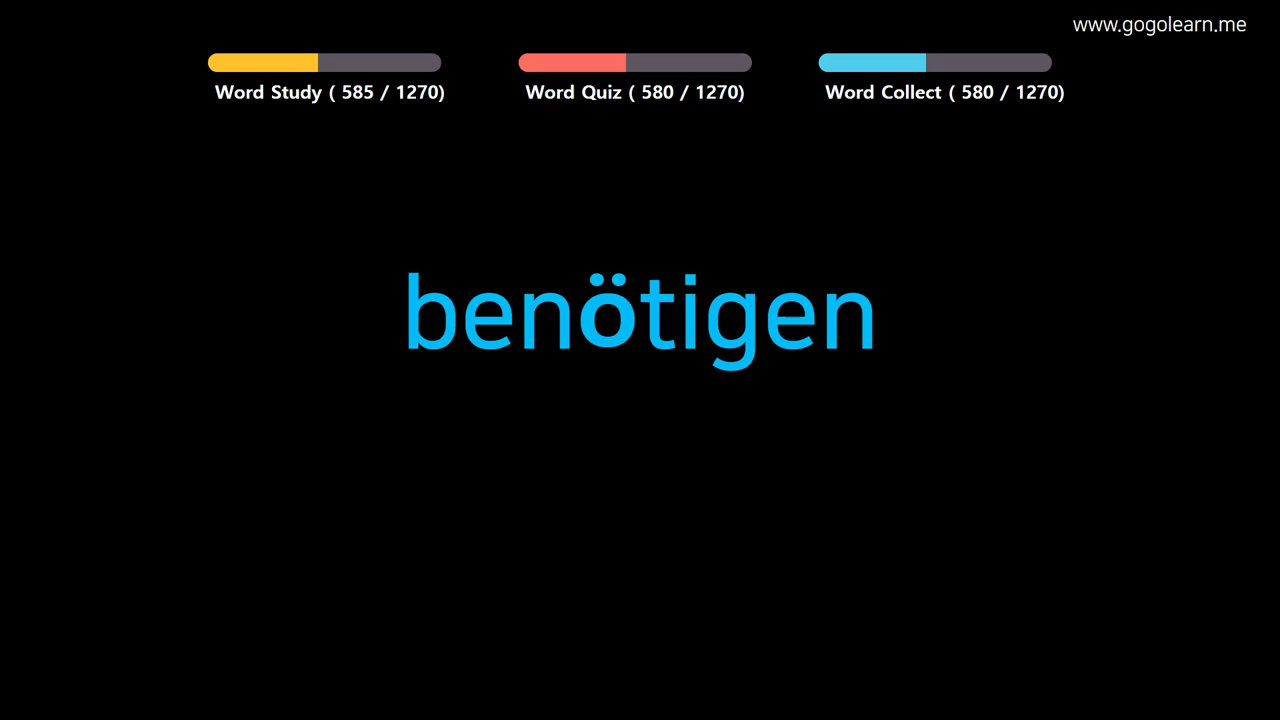 www.gogolearn.me
Word Study ( 585 / 1270)
Word Quiz ( 580 / 1270)
Word Collect ( 580 / 1270)
benötigen